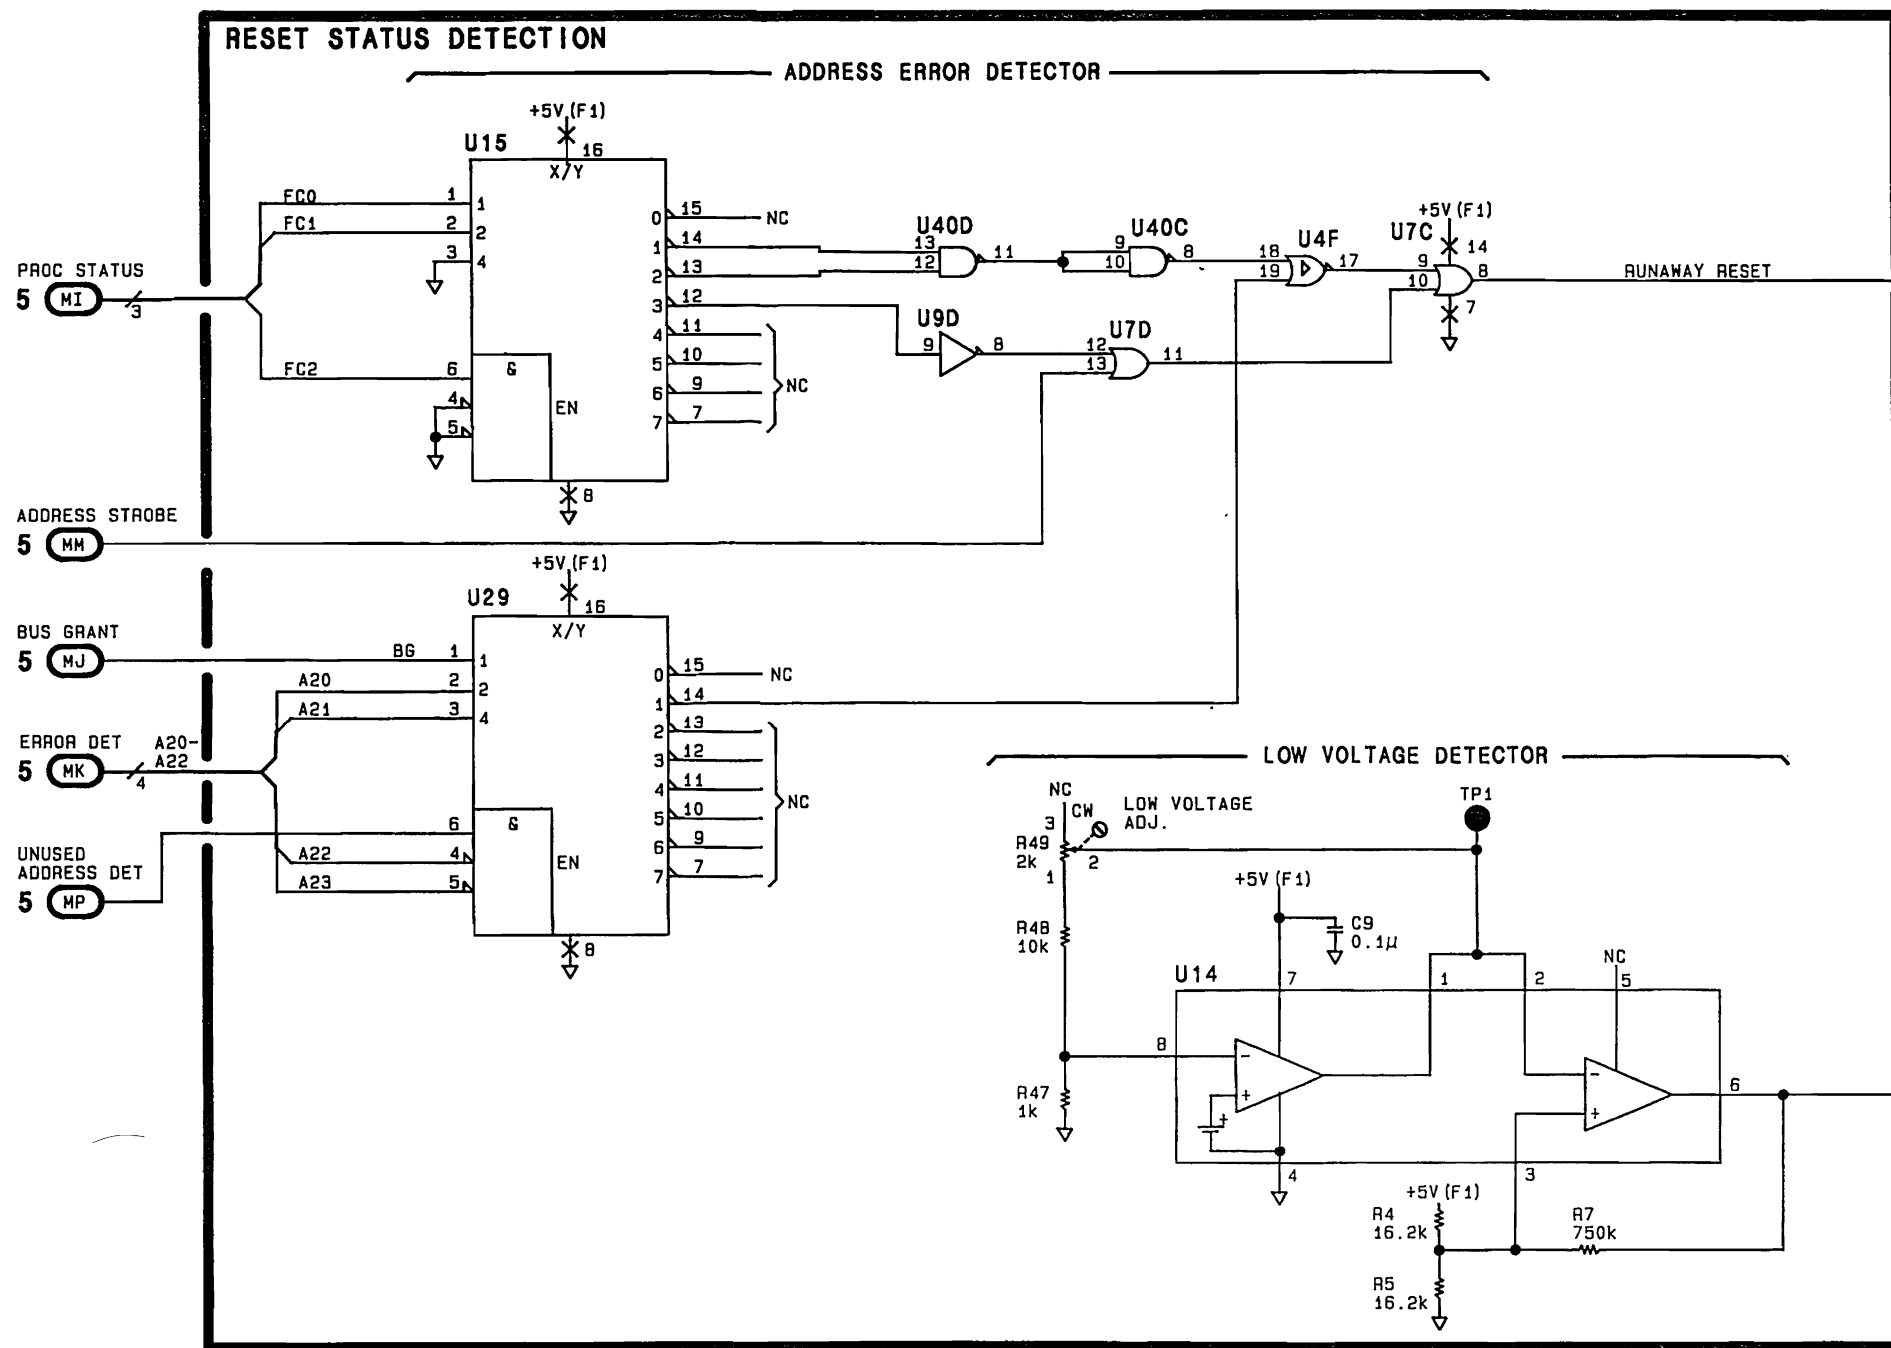 RESET STATUS DETECTION
ADDRESS ERROR DETECTOR
+5V (F1)
U15
16
X/Y
FC0 1 1
FC1 2 2
3 4
PROC STATUS
5 MI 3
FC2 6
&
4
EN
5
8
0 15 NC
1 14
2 13
3 12
4 11
5 10
6 9
7 7
NC
U40D
13
12
11
U40C
9
10
8
U4F
18
19
17
+5V (F1)
U7C
14
9
10
8
7
RUNAWAY RESET
U9D
9 8
U7D
12
13
11
ADDRESS STROBE
5 MM
+5V (F1)
U29
16
X/Y
BUS GRANT
5 MJ
BG 1 1
A20 2 2
A21 3 4
ERROR DET
A20-
A22
5 MK 4
6
&
UNUSED
ADDRESS DET
5 MP
A22 4
EN
A23 5
8
0 15 NC
1 14
2 13
3 12
4 11
5 10
6 9
7 7
NC
LOW VOLTAGE DETECTOR
NC
3
CW
LOW VOLTAGE
ADJ.
TP1
R49
2k
2
1
+5V (F1)
R48
10k
C9
0.1µ
U14
7
1
2
NC
5
8
-
+
+
-
+
6
R47
1k
4
3
+5V (F1)
R4
16.2k
R7
750k
R5
16.2k